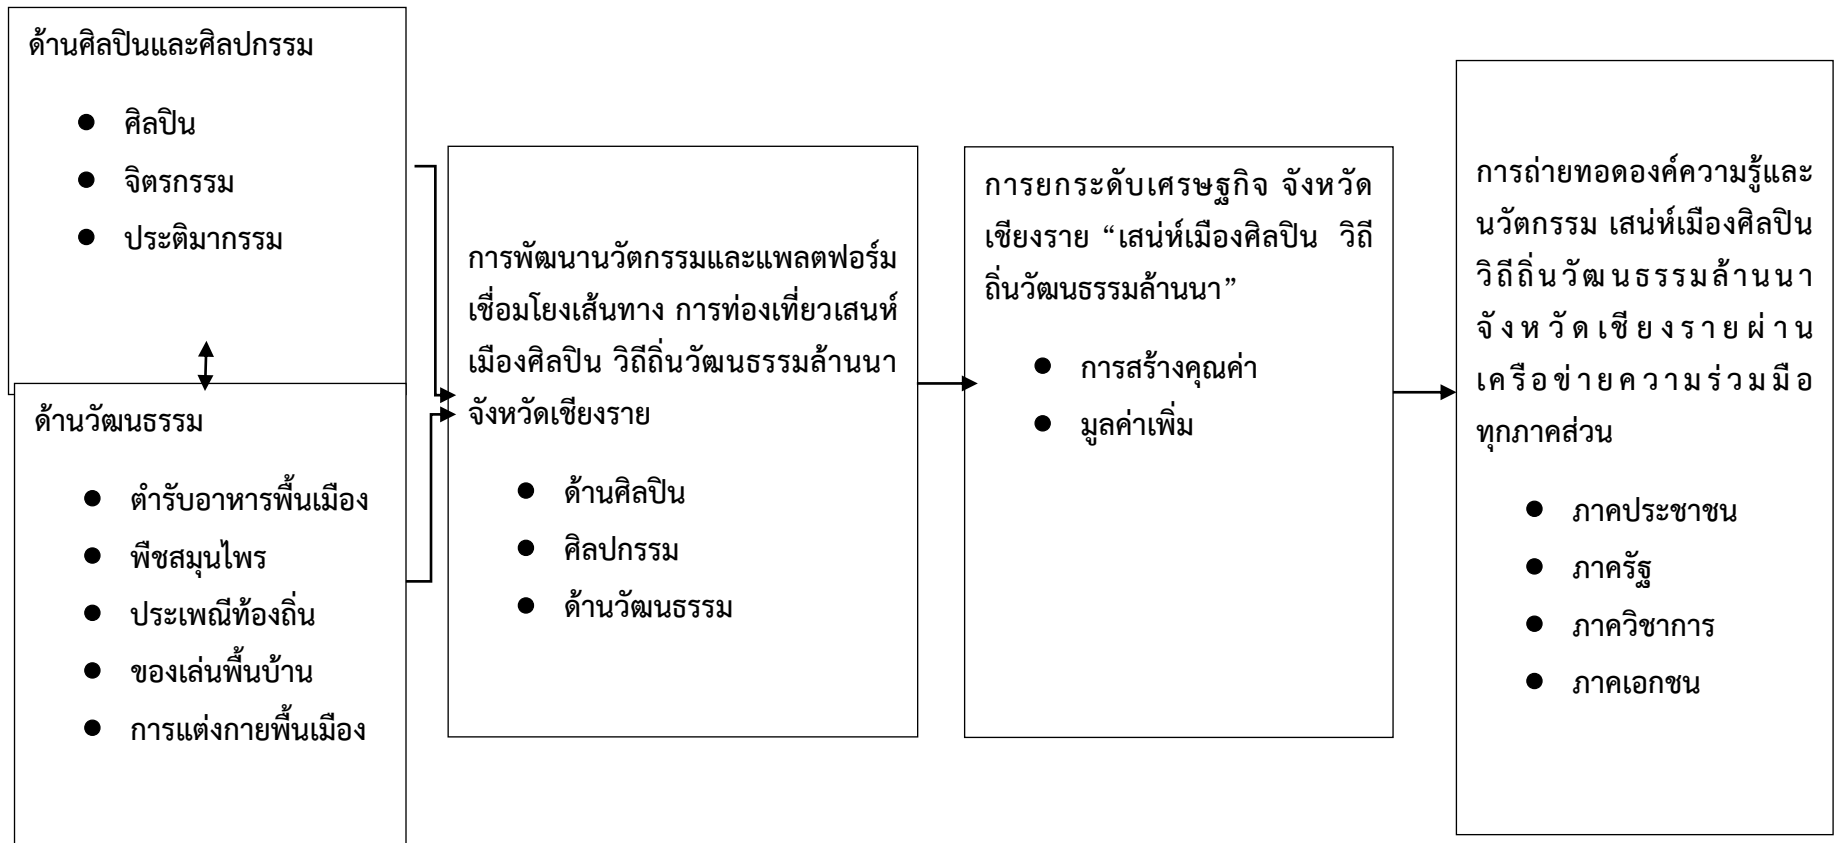 ด้านศิลปินและศิลปกรรม
● ศิลปิน
● จิตรกรรม
● ประติมากรรม
ด้านวัฒนธรรม
● ตำรับอาหารพื้นเมือง
● พืชสมุนไพร
● ประเพณีท้องถิ่น
● ของเล่นพื้นบ้าน
● การแต่งกายพื้นเมือง
การพัฒนานวัตกรรมและแพลตฟอร์ม
เชื่อมโยงเส้นทาง การท่องเที่ยวเสนห์
เมืองศิลปิน วิถีถิ่นวัฒนธรรมล้านนา
จังหวัดเชียงราย
● ด้านศิลปิน
● ศิลปกรรม
● ด้านวัฒนธรรม
การยกระดับเศรษฐกิจ จังหวัด
เชียงราย “เสน่ห์เมืองศิลปิน วิถี
ถิ่นวัฒนธรรมล้านนา”
● การสร้างคุณค่า
● มูลค่าเพิ่ม
การถ่ายทอดองค์ความรู้และ
นวัตกรรม เสน่ห์เมืองศิลปิน
วิถีถิ่นวัฒนธรรมล้านนา
จังหวัดเชียงรายผ่าน
เครือข่ายความร่วมมือ
ทุกภาคส่วน
● ภาคประชาชน
● ภาครัฐ
● ภาควิชาการ
● ภาคเอกชน